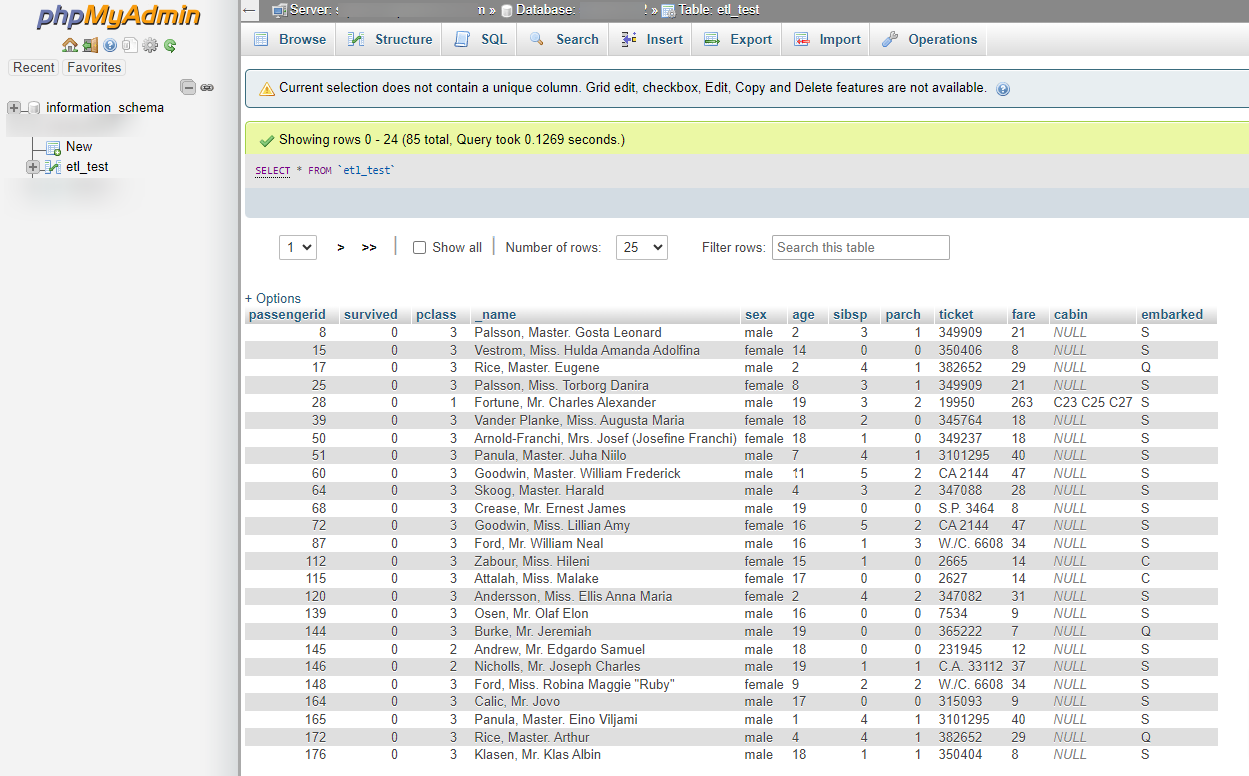 phpMyAdmin
Recent Favorites
information_schema
New
etl_test
Server: » Database: » Table: etl_test
Browse Structure SQL Search Insert Export Import Operations
Current selection does not contain a unique column. Grid edit, checkbox, Edit, Copy and Delete features are not available.
Showing rows 0 - 24 (85 total, Query took 0.1269 seconds.)
SELECT * FROM `etl_test`
1 > >> Show all Number of rows: 25 Filter rows: Search this table
+ Options
passengerid survived pclass _name sex age sibsp parch ticket fare cabin embarked
8 0 3 Palsson, Master. Gosta Leonard male 2 3 1 349909 21 NULL S
15 0 3 Vestrom, Miss. Hulda Amanda Adolfina female 14 0 0 350406 8 NULL S
17 0 3 Rice, Master. Eugene male 2 4 1 382652 29 NULL Q
25 0 3 Palsson, Miss. Torborg Danira female 8 3 1 349909 21 NULL S
28 0 1 Fortune, Mr. Charles Alexander male 19 3 2 19950 263 C23 C25 C27 S
39 0 3 Vander Planke, Miss. Augusta Maria female 18 2 0 345764 18 NULL S
50 0 3 Arnold-Franchi, Mrs. Josef (Josefine Franchi) female 18 1 0 349237 18 NULL S
51 0 3 Panula, Master. Juha Niilo male 7 4 1 3101295 40 NULL S
60 0 3 Goodwin, Master. William Frederick male 11 5 2 CA 2144 47 NULL S
64 0 3 Skoog, Master. Harald male 4 3 2 347088 28 NULL S
68 0 3 Crease, Mr. Ernest James male 19 0 0 S.P. 3464 8 NULL S
72 0 3 Goodwin, Miss. Lillian Amy female 16 5 2 CA 2144 47 NULL S
87 0 3 Ford, Mr. William Neal male 16 1 3 W./C. 6608 34 NULL S
112 0 3 Zabour, Miss. Hileni female 15 1 0 2665 14 NULL C
115 0 3 Attalah, Miss. Malake female 17 0 0 2627 14 NULL C
120 0 3 Andersson, Miss. Ellis Anna Maria female 2 4 2 347082 31 NULL S
139 0 3 Osen, Mr. Olaf Elon male 16 0 0 7534 9 NULL S
144 0 3 Burke, Mr. Jeremiah male 19 0 0 365222 7 NULL Q
145 0 2 Andrew, Mr. Edgardo Samuel male 18 0 0 231945 12 NULL S
146 0 2 Nicholls, Mr. Joseph Charles male 19 1 1 C.A. 33112 37 NULL S
148 0 3 Ford, Miss. Robina Maggie "Ruby" female 9 2 2 W./C. 6608 34 NULL S
164 0 3 Calic, Mr. Jovo male 17 0 0 315093 9 NULL S
165 0 3 Panula, Master. Eino Viljami male 1 4 1 3101295 40 NULL S
172 0 3 Rice, Master. Arthur male 4 4 1 382652 29 NULL Q
176 0 3 Klasen, Mr. Klas Albin male 18 1 1 350404 8 NULL S